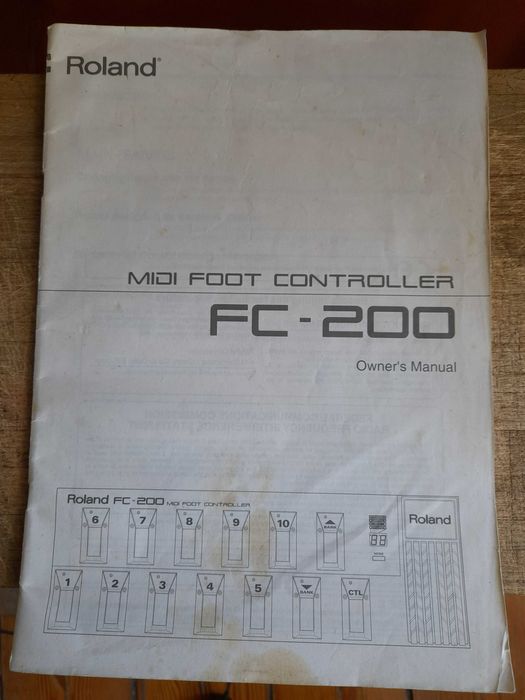 Roland®
MIDI FOOT CONTROLLER
FC-200
Owner's Manual
Roland FC-200 MIDI FOOT CONTROLLER
6 7 8 9 10 BANK
Roland
1 2 3 4 5 BANK CTL